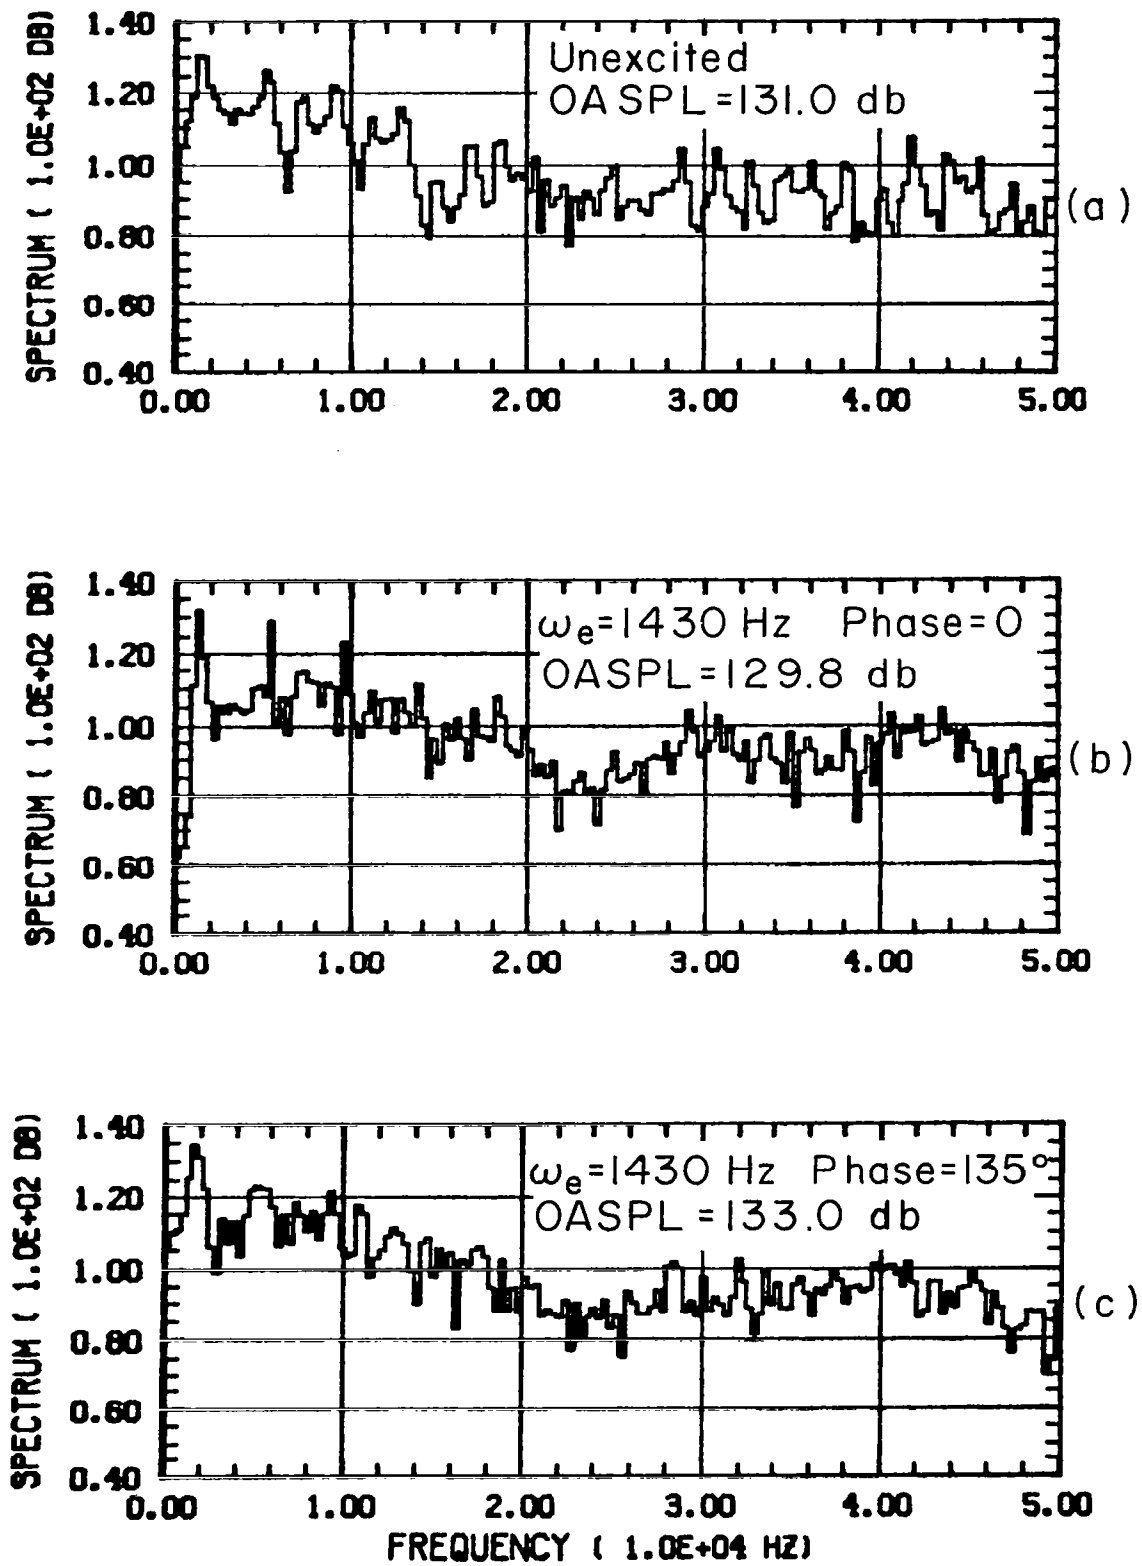 SPECTRUM ( 1.0E+02 DB)
1.40
1.20
1.00
0.80
0.60
0.40
Unexcited
OASPL=131.0 db
(a)
0.00 1.00 2.00 3.00 4.00 5.00
SPECTRUM ( 1.0E+02 DB)
1.40
1.20
1.00
0.80
0.60
0.40
ωe=1430 Hz Phase=0
OASPL=129.8 db
(b)
0.00 1.00 2.00 3.00 4.00 5.00
SPECTRUM ( 1.0E+02 DB)
1.40
1.20
1.00
0.80
0.60
0.40
ωe=1430 Hz Phase=135°
OASPL=133.0 db
(c)
0.00 1.00 2.00 3.00 4.00 5.00
FREQUENCY ( 1.0E+04 HZ)